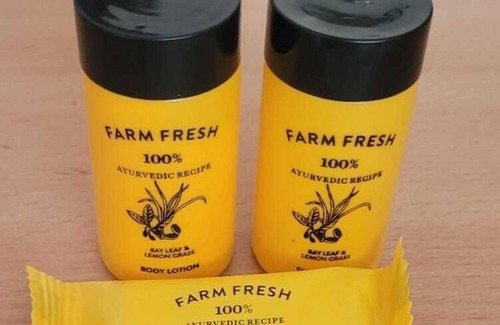 FARM FRESH
100%
AYURVEDIC RECIPE
BAY LEAF &
LEMON GRASS
BODY LOTION
FARM FRESH
100%
AYURVEDIC RECIPE
BAY LEAF &
LEMON GRASS
FARM FRESH
100%
AYURVEDIC RECIPE